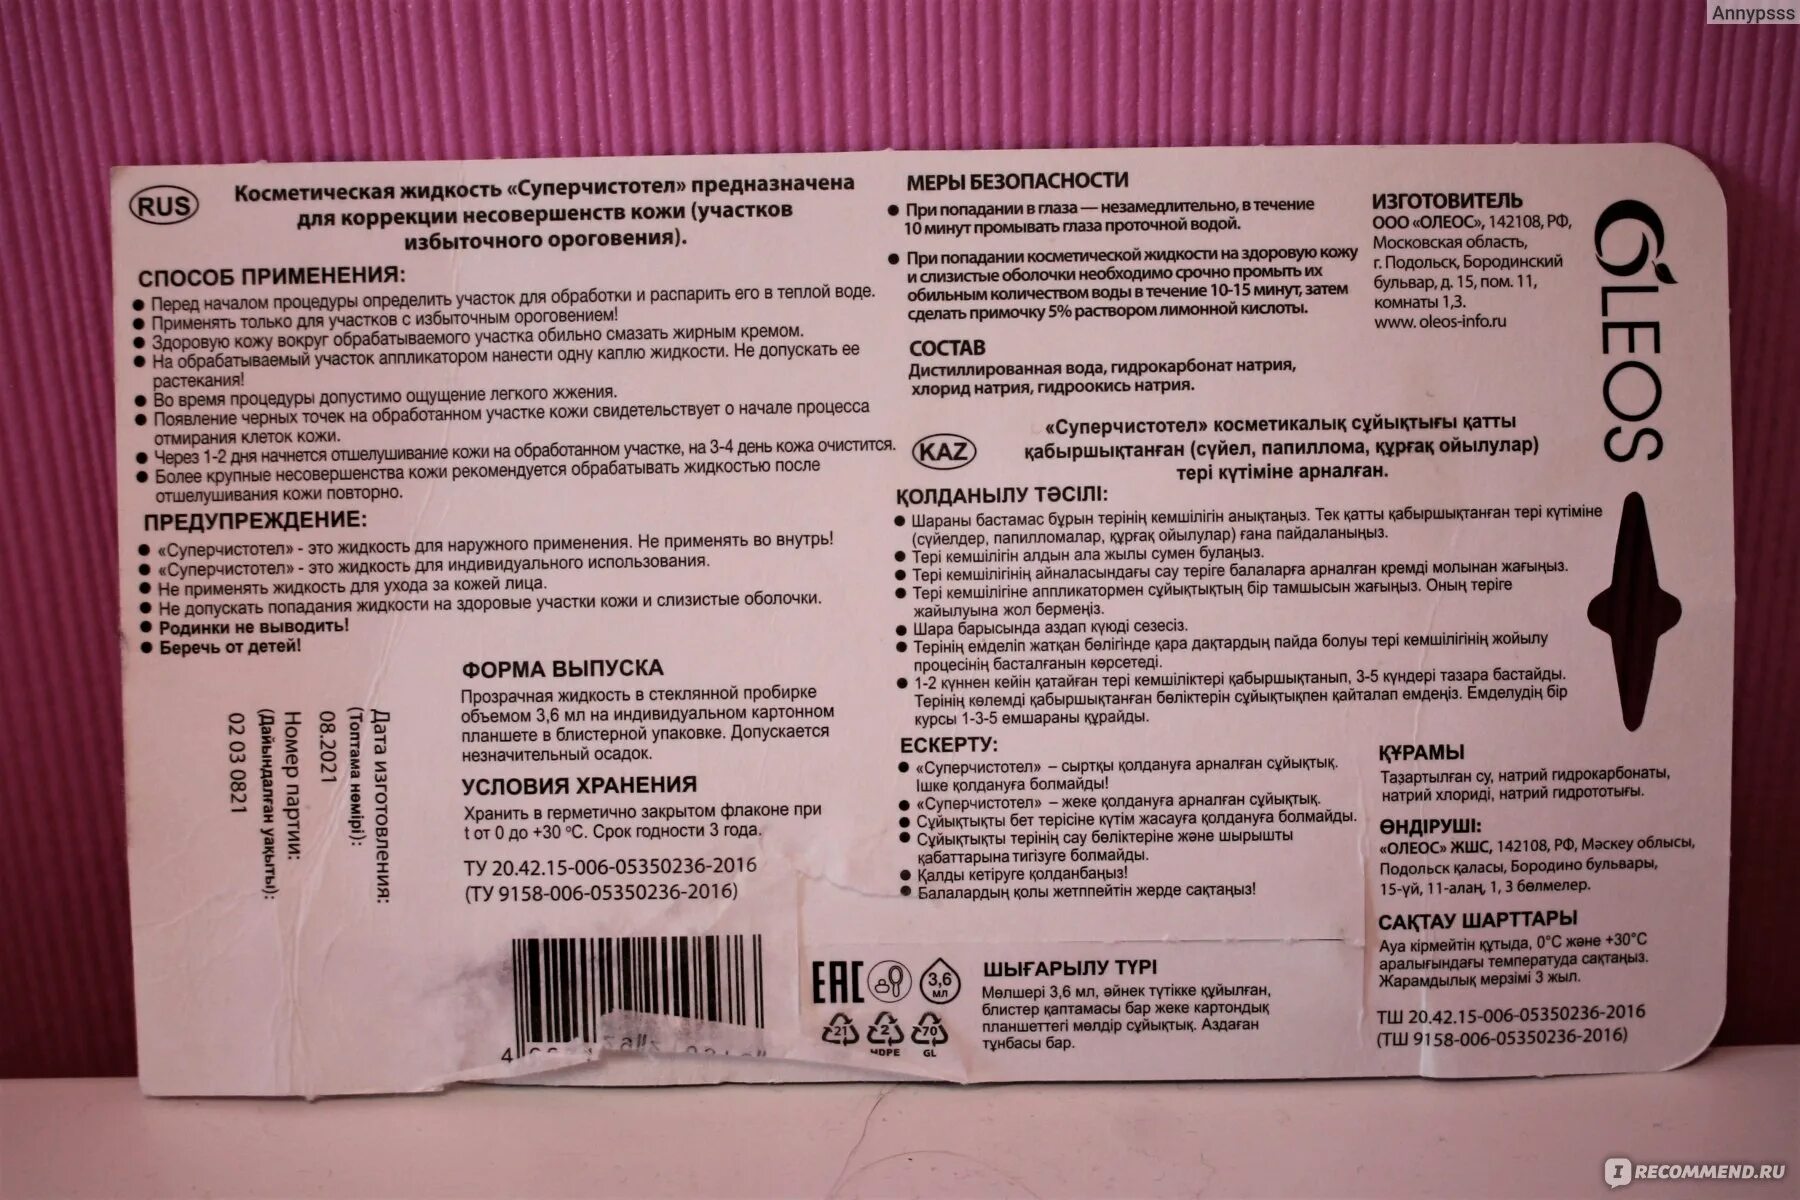 Annypsss
RUS
Косметическая жидкость «Суперчистотел» предназначена
для коррекции несовершенств кожи (участков
избыточного ороговения).
СПОСОБ ПРИМЕНЕНИЯ:
● Перед началом процедуры определить участок для обработки и распарить его в теплой воде.
● Применять только для участков с избыточным ороговением!
● Здоровую кожу вокруг обрабатываемого участка обильно смазать жирным кремом.
● На обрабатываемый участок аппликатором нанести одну каплю жидкости. Не допускать ее
растекания!
● Во время процедуры допустимо ощущение легкого жжения.
● Появление черных точек на обработанном участке кожи свидетельствует о начале процесса
отмирания клеток кожи.
● Через 1-2 дня начнется отшелушивание кожи на обработанном участке, на 3-4 день кожа очистится.
● Более крупные несовершенства кожи рекомендуется обрабатывать жидкостью после
отшелушивания кожи повторно.
ПРЕДУПРЕЖДЕНИЕ:
● «Суперчистотел» - это жидкость для наружного применения. Не применять во внутрь!
● «Суперчистотел» - это жидкость для индивидуального использования.
● Не применять жидкость для ухода за кожей лица.
● Не допускать попадания жидкости на здоровые участки кожи и слизистые оболочки.
● Родинки не выводить!
● Беречь от детей!
Дата изготовления:
(Топтама нөмірі):
08.2021
Номер партии:
(Дайындалған уақыты):
02 03 0821
ФОРМА ВЫПУСКА
Прозрачная жидкость в стеклянной пробирке
объемом 3,6 мл на индивидуальном картонном
планшете в блистерной упаковке. Допускается
незначительный осадок.
УСЛОВИЯ ХРАНЕНИЯ
Хранить в герметично закрытом флаконе при
t от 0 до +30 °С. Срок годности 3 года.
ТУ 20.42.15-006-05350236-2016
(ТУ 9158-006-05350236-2016)
МЕРЫ БЕЗОПАСНОСТИ
● При попадании в глаза — незамедлительно, в течение
10 минут промывать глаза проточной водой.
● При попадании косметической жидкости на здоровую кожу
и слизистые оболочки необходимо срочно промыть их
обильным количеством воды в течение 10-15 минут, затем
сделать примочку 5% раствором лимонной кислоты.
СОСТАВ
Дистиллированная вода, гидрокарбонат натрия,
хлорид натрия, гидроокись натрия.
ИЗГОТОВИТЕЛЬ
ООО «ОЛЕОС», 142108, РФ,
Московская область,
г. Подольск, Бородинский
бульвар, д. 15, пом. 11,
комнаты 1,3.
www. oleos-info.ru
OLEOS
KAZ
«Суперчистотел» косметикалық сұйықтығы қатты
қабыршықтанған (сүйел, папиллома, құрғақ ойылулар)
тері күтіміне арналған.
ҚОЛДАНЫЛУ ТӘСІЛІ:
● Шараны бастамас бұрын терінің кемшілігін анықтаңыз. Тек қатты қабыршықтанған тері күтіміне
(сүйелдер, папилломалар, құрғақ ойылулар) ғана пайдаланыңыз.
● Тері кемшілігін алдын ала жылы сумен булаңыз.
● Тері кемшілігінің айналасындағы сау теріге балаларға арналған кремді молынан жағыңыз.
● Тері кемшілігіне аппликатормен сұйықтықтың бір тамшысын жағыңыз. Оның теріге
жайылуына жол бермеңіз.
● Шара барысында аздап күюді сезесіз.
● Терінің емделіп жатқан бөлігінде қара дақтардың пайда болуы тері кемшілігінің жойылу
процесінің басталғанын көрсетеді.
● 1-2 күннен кейін қатайған тері кемшіліктері қабыршықтанып, 3-5 күндері тазара бастайды.
Терінің көлемді қабыршықтанған бөліктерін сұйықтықпен қайталап емдеңіз. Емделудің бір
курсы 1-3-5 емшараны құрайды.
ЕСКЕРТУ:
● «Суперчистотел» – сыртқы қолдануға арналған сұйықтық.
Ішке қолдануға болмайды!
● «Суперчистотел» – жеке қолдануға арналған сұйықтық.
● Сұйықтықты бет терісіне күтім жасауға қолдануға болмайды.
● Сұйықтықты терінің сау бөліктеріне және шырышты
қабаттарына тигізуге болмайды.
● Қалды кетіруге қолданбаңыз!
● Балалардың қолы жетппейтін жерде сақтаңыз!
ҚҰРАМЫ
Тазартылған су, натрий гидрокарбонаты,
натрий хлориді, натрий гидрототығы.
ӨНДІРУШІ:
«ОЛЕОС» ЖШС, 142108, РФ, Мәскеу облысы,
Подольск қаласы, Бородино бульвары,
15-үй, 11-алаң, 1, 3 бөлмелер.
САҚТАУ ШАРТТАРЫ
Ауа кірмейтін құтыда, 0°С және +30°С
аралығындағы температуда сақтаңыз.
Жарамдылық мерзімі 3 жыл.
ТШ 20.42.15-006-05350236-2016
(ТШ 9158-006-05350236-2016)
EAC
3,6
мл
21
2
HDPE
70
GL
ШЫҒАРЫЛУ ТҮРІ
Мөлшері 3,6 мл, әйнек түтікке құйылған,
блистер қаптамасы бар жеке картондық
планшеттегі мөлдір сұйықтық. Аздаған
тұнбасы бар.
IRECOMMEND.RU